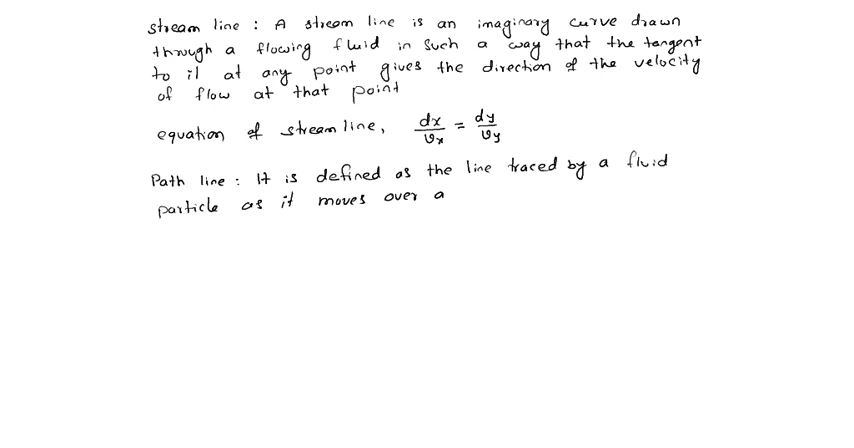 stream line : A stream line is an imaginary curve drawn
through a flowing fluid in such a way that the tangent
to it at any point gives the direction of the velocity
of flow at that point
equation of streamline, dx/vx = dy/vy
Path line : It is defined as the line traced by a fluid
particle as it moves over a